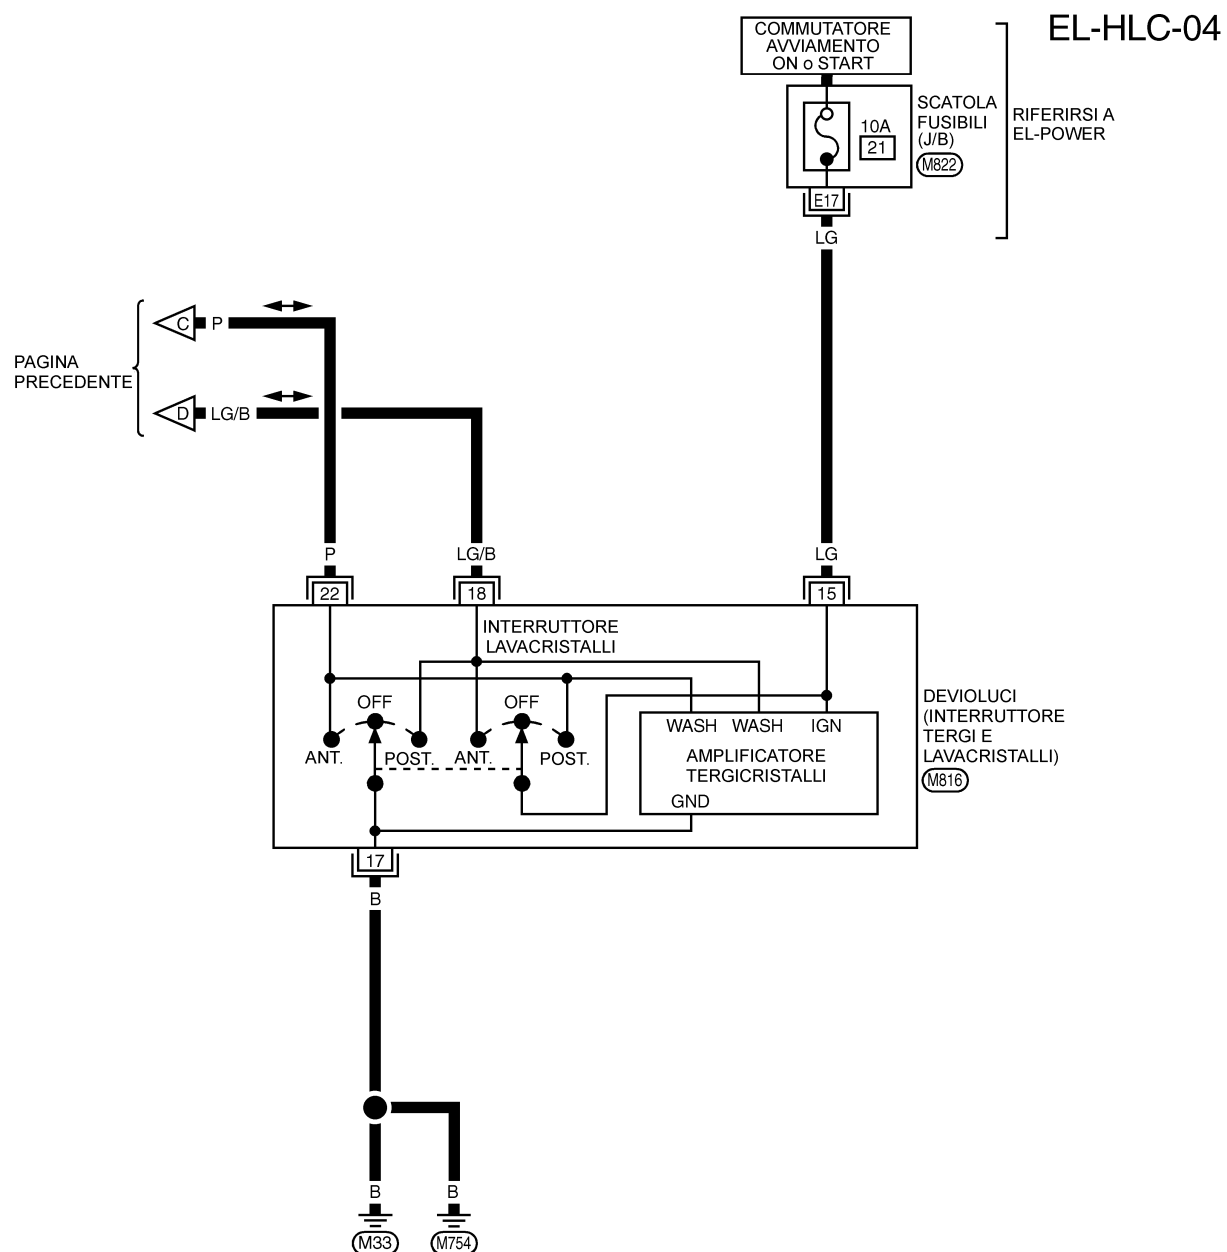 EL-HLC-04
COMMUTATORE
AVVIAMENTO
ON o START
SCATOLA
FUSIBILI
(J/B)
M822
10A
21
E17
RIFERIRSI A
EL-POWER
LG
C
P
PAGINA
PRECEDENTE
D
LG/B
P
LG/B
LG
22
18
15
INTERRUTTORE
LAVACRISTALLI
OFF
OFF
ANT.
POST.
ANT.
POST.
WASH
WASH
IGN
AMPLIFICATORE
TERGICRISTALLI
GND
DEVIOLUCI
(INTERRUTTORE
TERGI E
LAVACRISTALLI)
M816
17
B
B
B
M33
M754